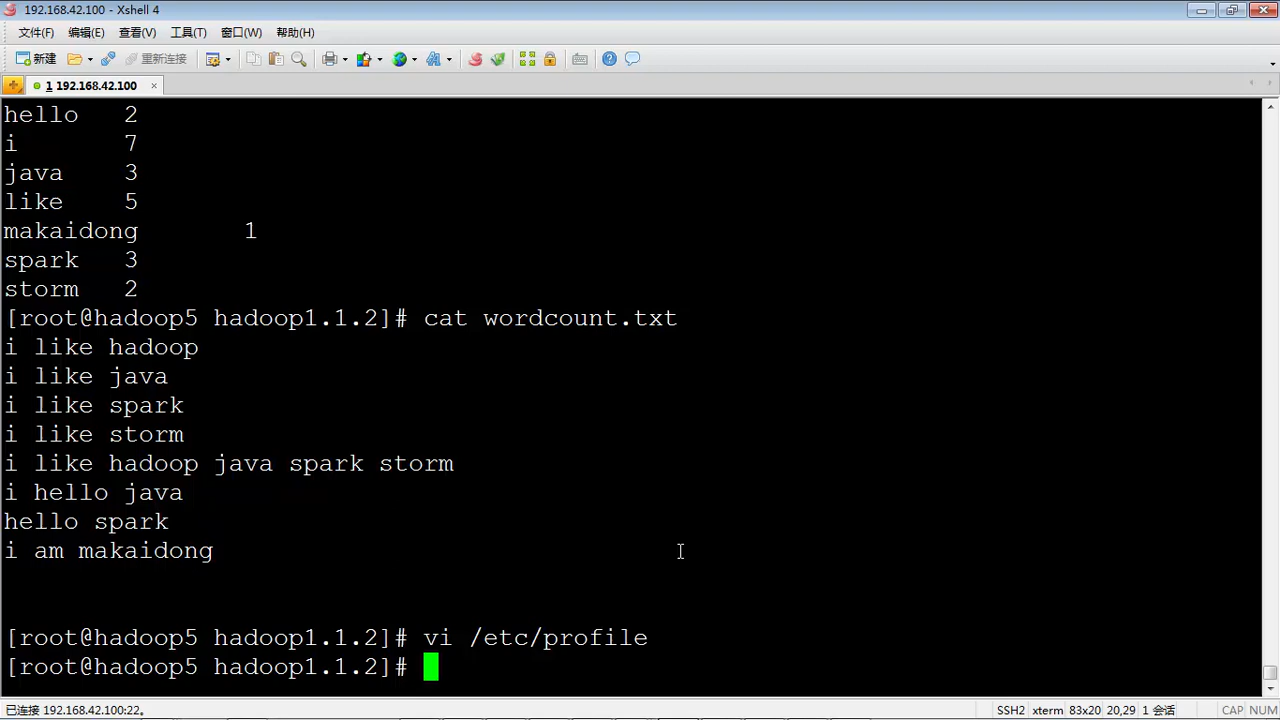 192.168.42.100 - Xshell 4
文件(F) 编辑(E) 查看(V) 工具(T) 窗口(W) 帮助(H)
新建 重新连接
1 192.168.42.100
hello 2
i 7
java 3
like 5
makaidong 1
spark 3
storm 2
[root@hadoop5 hadoop1.1.2]# cat wordcount.txt
i like hadoop
i like java
i like spark
i like storm
i like hadoop java spark storm
i hello java
hello spark
i am makaidong
[root@hadoop5 hadoop1.1.2]# vi /etc/profile
[root@hadoop5 hadoop1.1.2]#
已连接 192.168.42.100:22。 SSH2 xterm 83x20 20,29 1 会话 CAP NUM